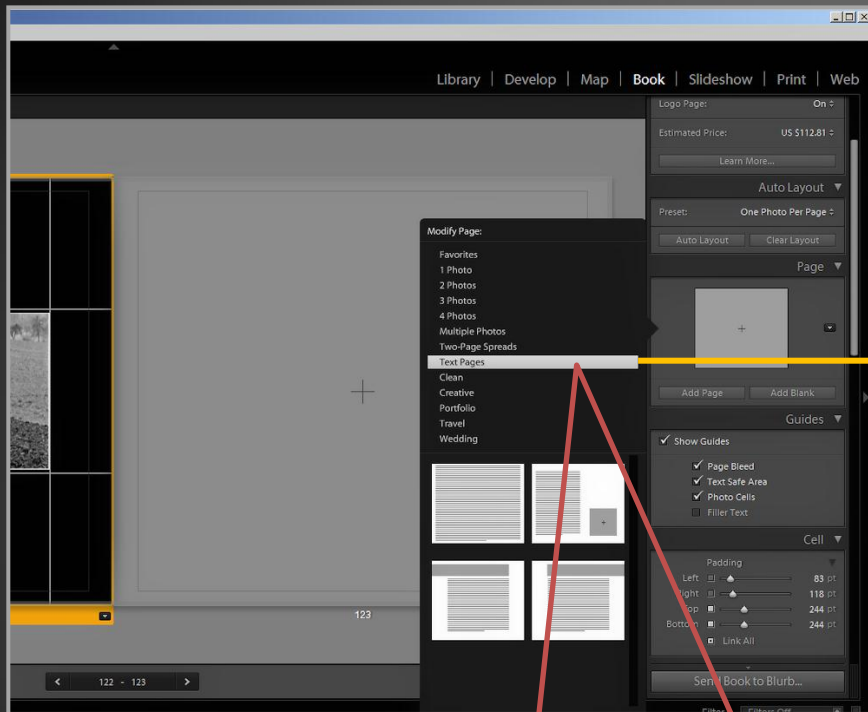 Library | Develop | Map | Book | Slideshow | Print | Web
Logo Page: On
Estimated Price: US $112.81
Learn More...
Auto Layout
Preset: One Photo Per Page
Auto Layout Clear Layout
Page
Modify Page:
Favorites
1 Photo
2 Photos
3 Photos
4 Photos
Multiple Photos
Two-Page Spreads
Text Pages
Clean
Creative
Portfolio
Travel
Wedding
Add Page Add Blank
Guides
Show Guides
Page Bleed
Text Safe Area
Photo Cells
Filler Text
Cell
Padding
Left 83 pt
Right 118 pt
Top 244 pt
Bottom 244 pt
Link All
123
122 - 123
Send Book to Blurb...
Filter Filters Off